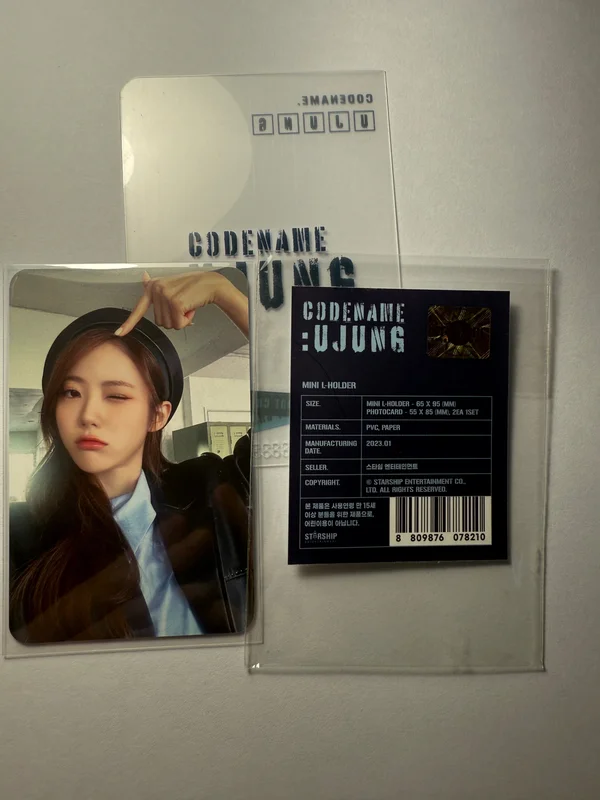 CODENAME.
UJUNG
CODENAME
:UJUNG
CODENAME
:UJUNG
MINI L-HOLDER
SIZE. MINI L-HOLDER - 65 X 95 (MM)
PHOTOCARD - 55 X 85 (MM), 2EA 1SET
MATERIALS. PVC, PAPER
MANUFACTURING DATE. 2023.01
SELLER. 스타쉽 벤터테인먼트
COPYRIGHT. © STARSHIP ENTERTAINMENT CO.,
LTD. ALL RIGHTS RESERVED.
본 제품은 사용연령 만 15세
이상 분들을 위한 제품으로,
어린이용이 아닙니다.
STARSHIP
ENTERTAINMENT
8 809876 078210